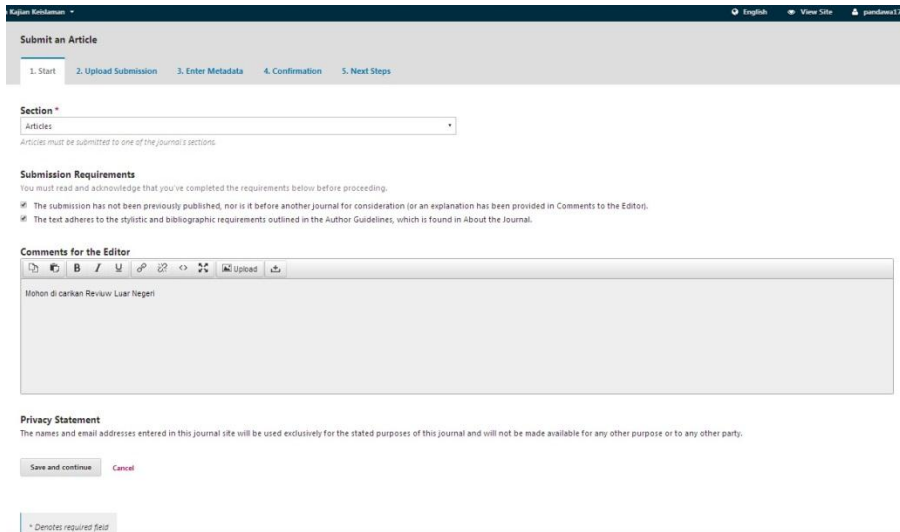 Kajian Keislaman
English View Site
Submit an Article
1. Start 2. Upload Submission 3. Enter Metadata 4. Confirmation 5. Next Steps
Section *
Articles
Articles must be submitted to one of the journal's sections.
Submission Requirements
You must read and acknowledge that you've completed the requirements below before proceeding.
The submission has not been previously published, nor is it before another journal for consideration (or an explanation has been provided in Comments to the Editor).
The text adheres to the stylistic and bibliographic requirements outlined in the Author Guidelines, which is found in About the Journal.
Comments for the Editor
B I U Upload
Mohon di carikan Reviuw Luar Negeri
Privacy Statement
The names and email addresses entered in this journal site will be used exclusively for the stated purposes of this journal and will not be made available for any other purpose or to any other party.
Save and continue Cancel
* Denotes required field